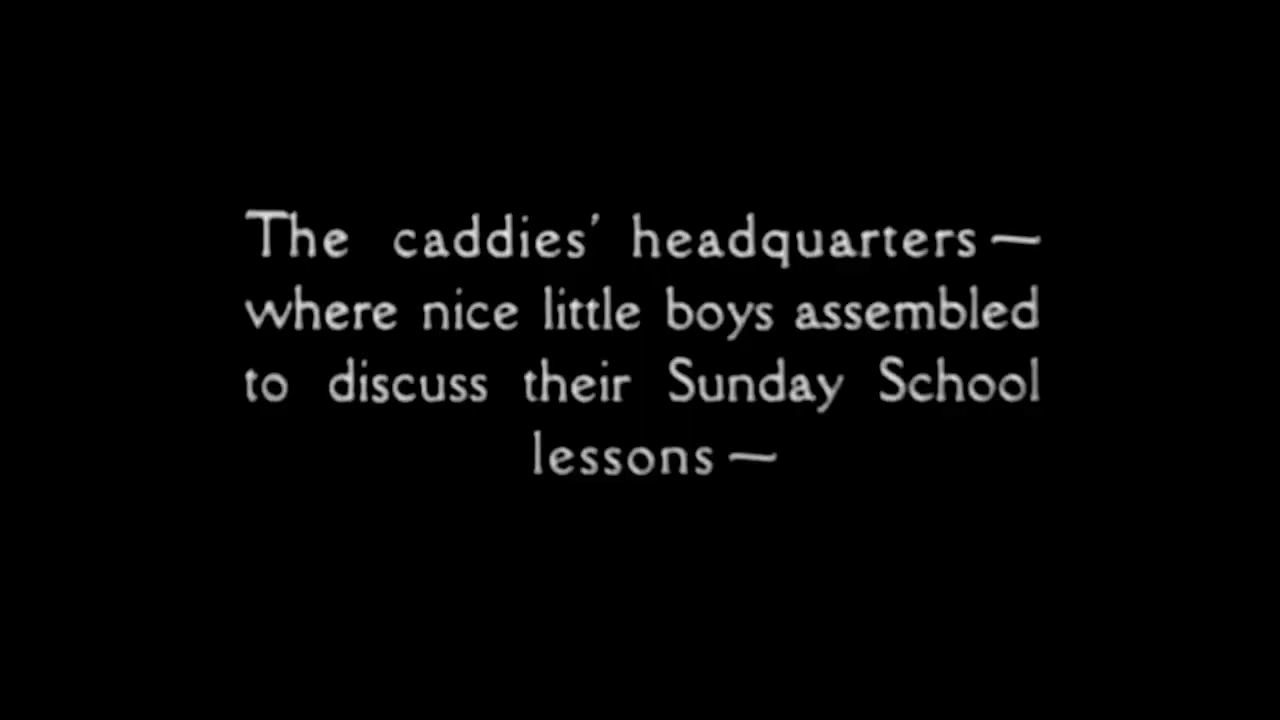 The caddies' headquarters —
where nice little boys assembled
to discuss their Sunday School
lessons —